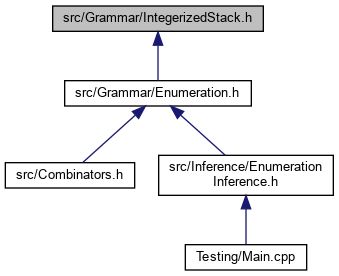 src/Grammar/IntegerizedStack.h
src/Grammar/Enumeration.h
src/Combinators.h
src/Inference/Enumeration
Inference.h
Testing/Main.cpp